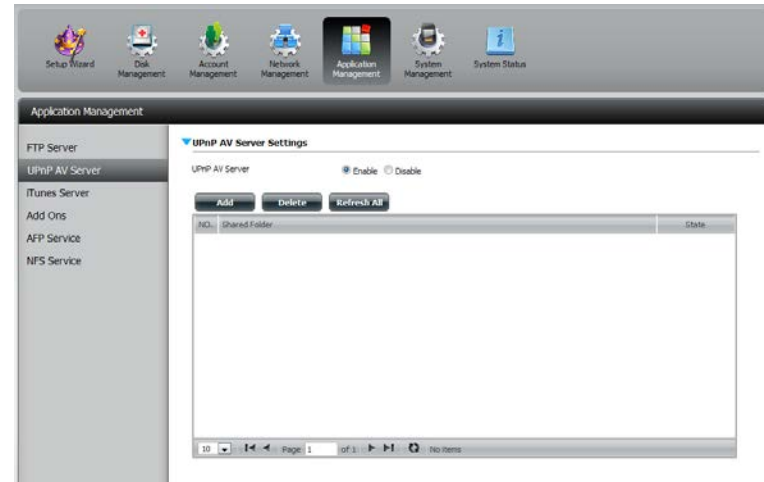 Setup Wizard
Disk Management
Account Management
Network Management
Application Management
System Management
System Status
Application Management
FTP Server
UPnP AV Server
iTunes Server
Add Ons
AFP Service
NFS Service
UPnP AV Server Settings
UPnP AV Server Enable Disable
Add Delete Refresh All
NO. Shared Folder State
10 Page 1 of 1 No items